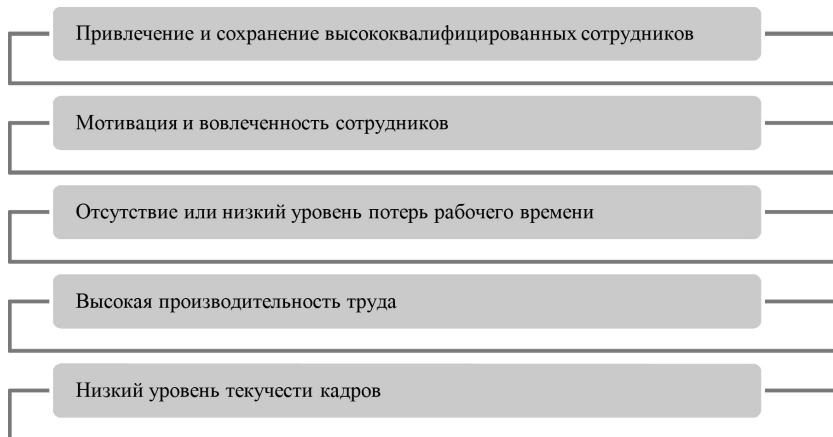 Привлечение и сохранение высококвалифицированных сотрудников
Мотивация и вовлеченность сотрудников
Отсутствие или низкий уровень потерь рабочего времени
Высокая производительность труда
Низкий уровень текучести кадров